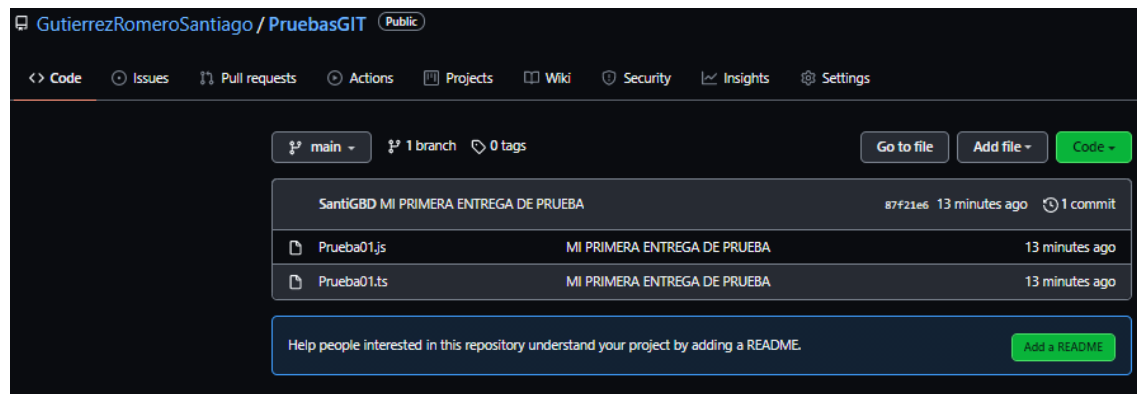 GutierrezRomeroSantiago / PruebasGIT Public
<> Code Issues Pull requests Actions Projects Wiki Security Insights Settings
main 1 branch 0 tags Go to file Add file Code
SantiGBD MI PRIMERA ENTREGA DE PRUEBA 87f21e6 13 minutes ago 1 commit
Prueba01.js MI PRIMERA ENTREGA DE PRUEBA 13 minutes ago
Prueba01.ts MI PRIMERA ENTREGA DE PRUEBA 13 minutes ago
Help people interested in this repository understand your project by adding a README. Add a README